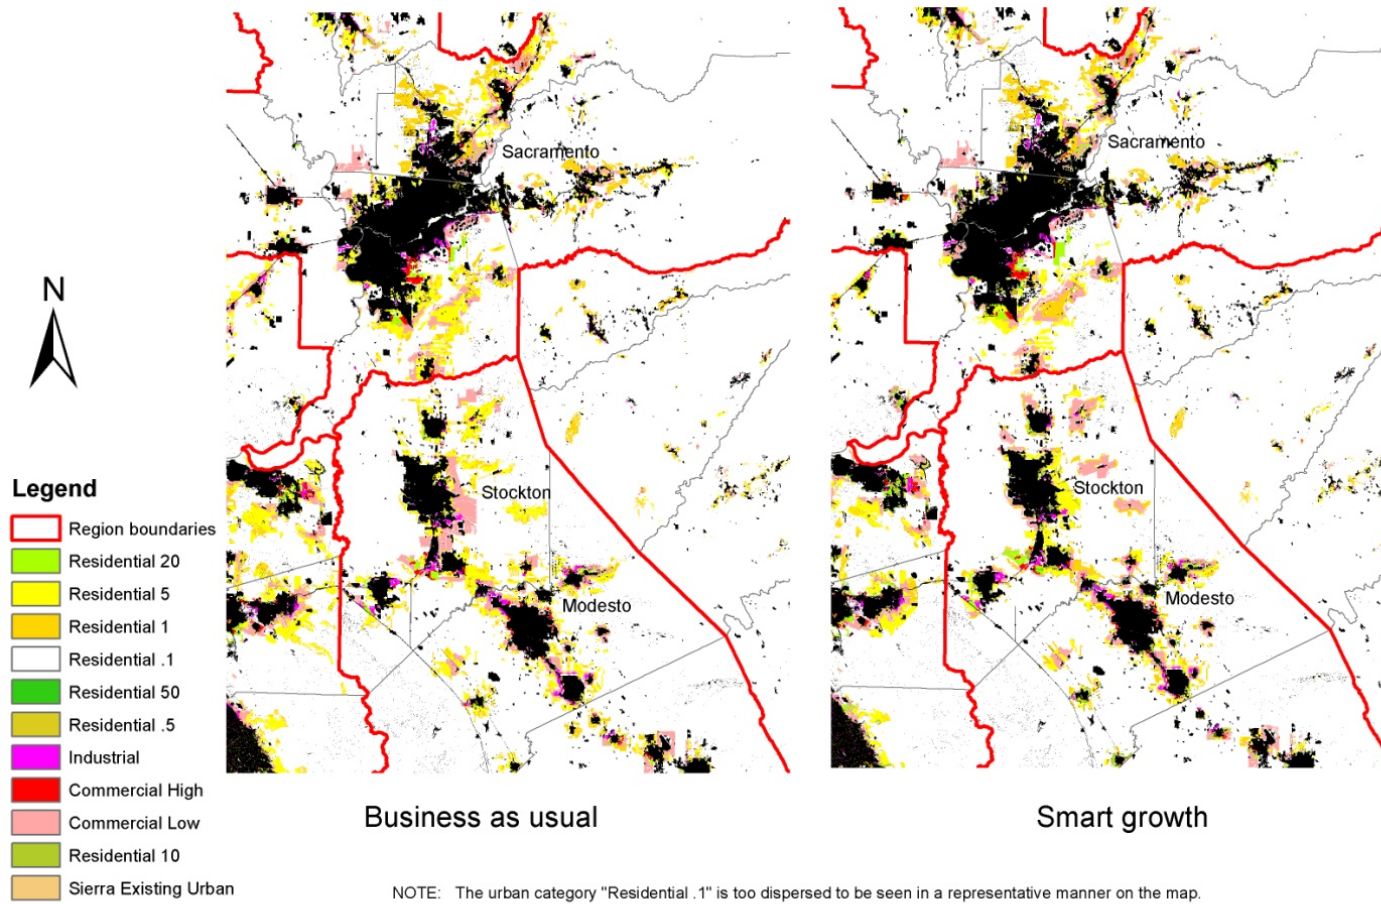 Sacramento
Stockton
Modesto
Sacramento
Stockton
Modesto
N
Legend
Region boundaries
Residential 20
Residential 5
Residential 1
Residential .1
Residential 50
Residential .5
Industrial
Commercial High
Commercial Low
Residential 10
Sierra Existing Urban
Business as usual
Smart growth
NOTE: The urban category "Residential .1" is too dispersed to be seen in a representative manner on the map.